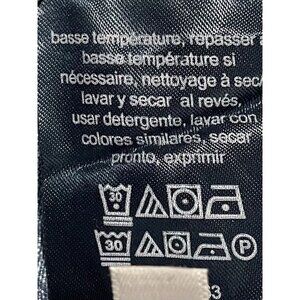 basse température, repasser à
basse température si
nécessaire, nettoyage à sec
lavar y secar al revés,
usar detergente, lavar con
colores similares, secar
pronto, exprimir
30
30 P